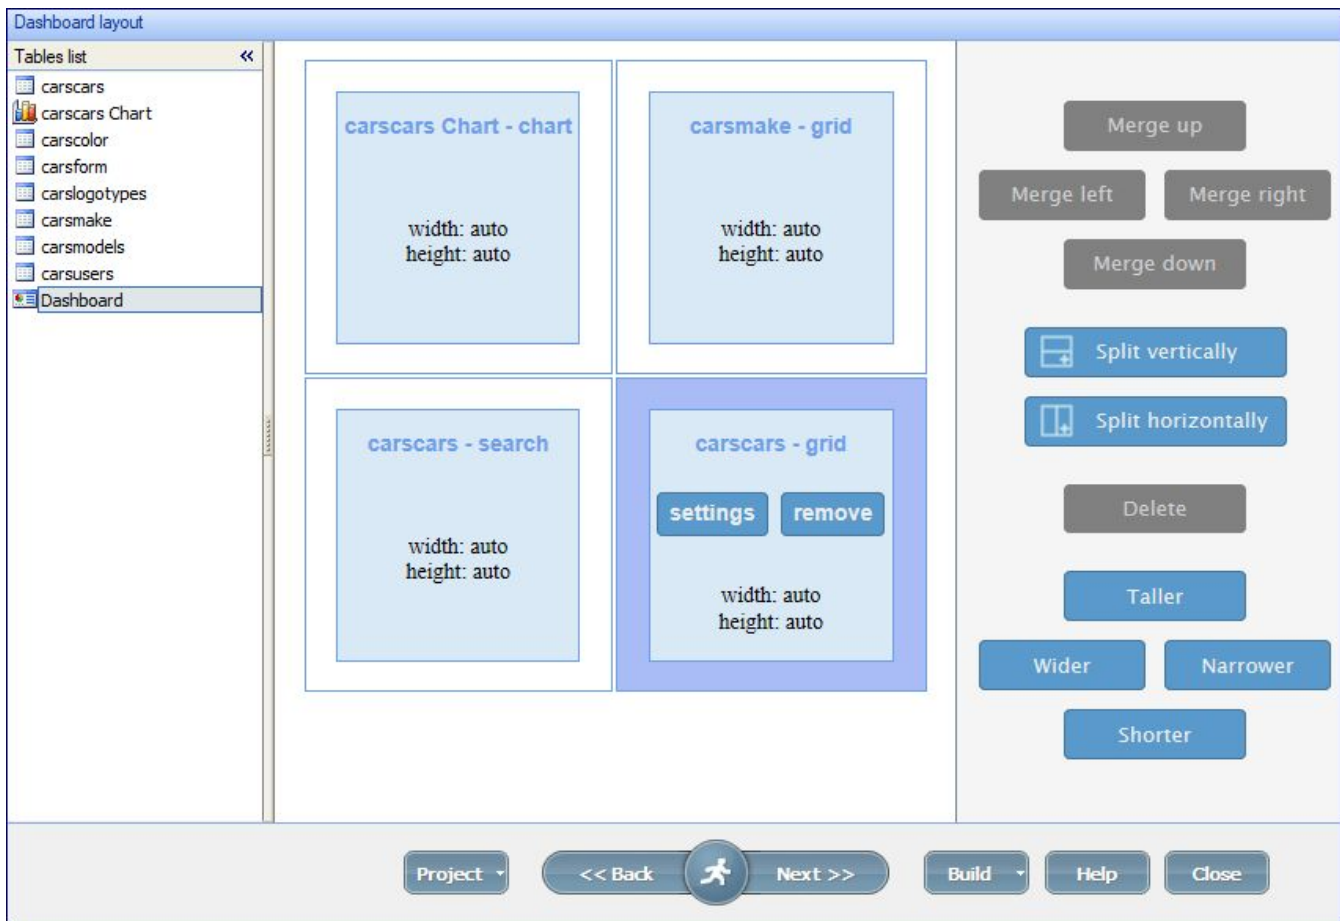 Dashboard layout
Tables list
carscars
carscars Chart
carscolor
carsform
carslogotypes
carsmake
carsmodels
carsusers
Dashboard
carscars Chart - chart
width: auto
height: auto
carsmake - grid
width: auto
height: auto
carscars - search
width: auto
height: auto
carscars - grid
settings remove
width: auto
height: auto
Merge up
Merge left Merge right
Merge down
Split vertically
Split horizontally
Delete
Taller
Wider Narrower
Shorter
Project << Back Next >> Build Help Close